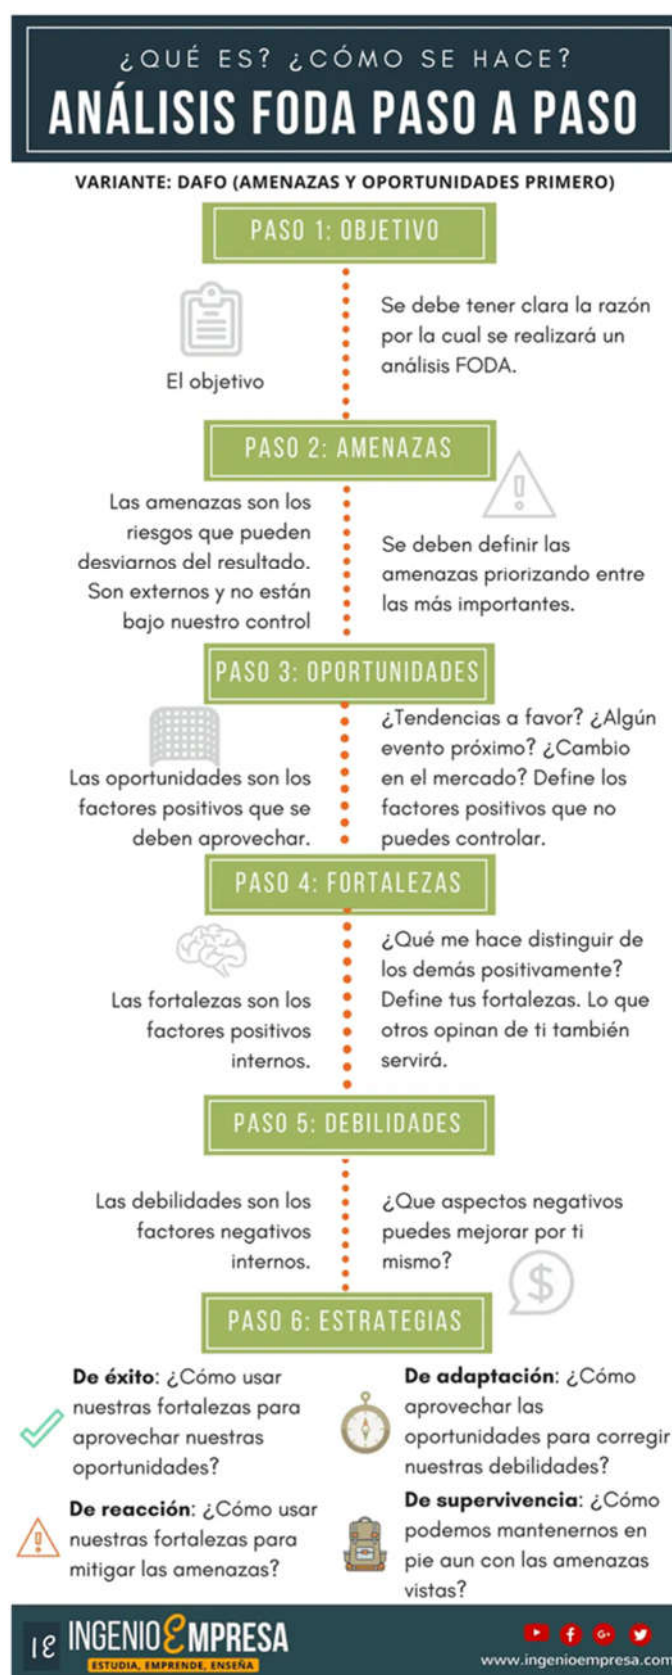 ¿QUÉ ES? ¿CÓMO SE HACE?
ANÁLISIS FODA PASO A PASO
VARIANTE: DAFO (AMENAZAS Y OPORTUNIDADES PRIMERO)
PASO 1: OBJETIVO
El objetivo
Se debe tener clara la razón
por la cual se realizará un
análisis FODA.
PASO 2: AMENAZAS
Las amenazas son los
riesgos que pueden
desviarnos del resultado.
Son externos y no están
bajo nuestro control
Se deben definir las
amenazas priorizando entre
las más importantes.
PASO 3: OPORTUNIDADES
Las oportunidades son los
factores positivos que se
deben aprovechar.
¿Tendencias a favor? ¿Algún
evento próximo? ¿Cambio
en el mercado? Define los
factores positivos que no
puedes controlar.
PASO 4: FORTALEZAS
Las fortalezas son los
factores positivos
internos.
¿Qué me hace distinguir de
los demás positivamente?
Define tus fortalezas. Lo que
otros opinan de ti también
servirá.
PASO 5: DEBILIDADES
Las debilidades son los
factores negativos
internos.
¿Que aspectos negativos
puedes mejorar por ti
mismo?
$
PASO 6: ESTRATEGIAS
De éxito: ¿Cómo usar
nuestras fortalezas para
aprovechar nuestras
oportunidades?
De adaptación: ¿Cómo
aprovechar las
oportunidades para corregir
nuestras debilidades?
De reacción: ¿Cómo usar
nuestras fortalezas para
mitigar las amenazas?
De supervivencia: ¿Cómo
podemos mantenernos en
pie aun con las amenazas
vistas?
IE INGENIO EMPRESA
ESTUDIA, EMPRENDE, ENSEÑA
www.ingenioempresa.com